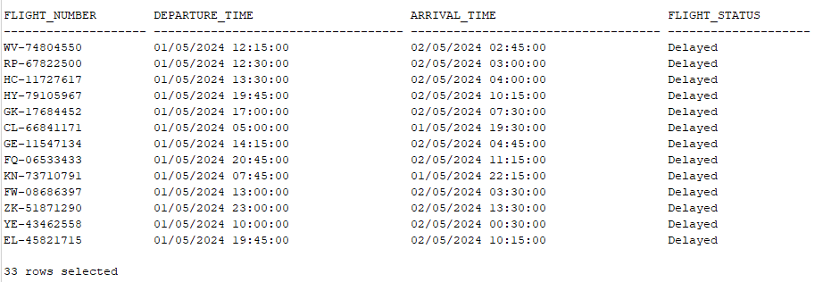 FLIGHT_NUMBER DEPARTURE_TIME ARRIVAL_TIME FLIGHT_STATUS
WV-74804550 01/05/2024 12:15:00 02/05/2024 02:45:00 Delayed
RP-67822500 01/05/2024 12:30:00 02/05/2024 03:00:00 Delayed
HC-11727617 01/05/2024 13:30:00 02/05/2024 04:00:00 Delayed
HY-79105967 01/05/2024 19:45:00 02/05/2024 10:15:00 Delayed
GK-17684452 01/05/2024 17:00:00 02/05/2024 07:30:00 Delayed
CL-66841171 01/05/2024 05:00:00 01/05/2024 19:30:00 Delayed
GE-11547134 01/05/2024 14:15:00 02/05/2024 04:45:00 Delayed
FQ-06533433 01/05/2024 20:45:00 02/05/2024 11:15:00 Delayed
KN-73710791 01/05/2024 07:45:00 01/05/2024 22:15:00 Delayed
FW-08686397 01/05/2024 13:00:00 02/05/2024 03:30:00 Delayed
ZK-51871290 01/05/2024 23:00:00 02/05/2024 13:30:00 Delayed
YE-43462558 01/05/2024 10:00:00 02/05/2024 00:30:00 Delayed
EL-45821715 01/05/2024 19:45:00 02/05/2024 10:15:00 Delayed
33 rows selected